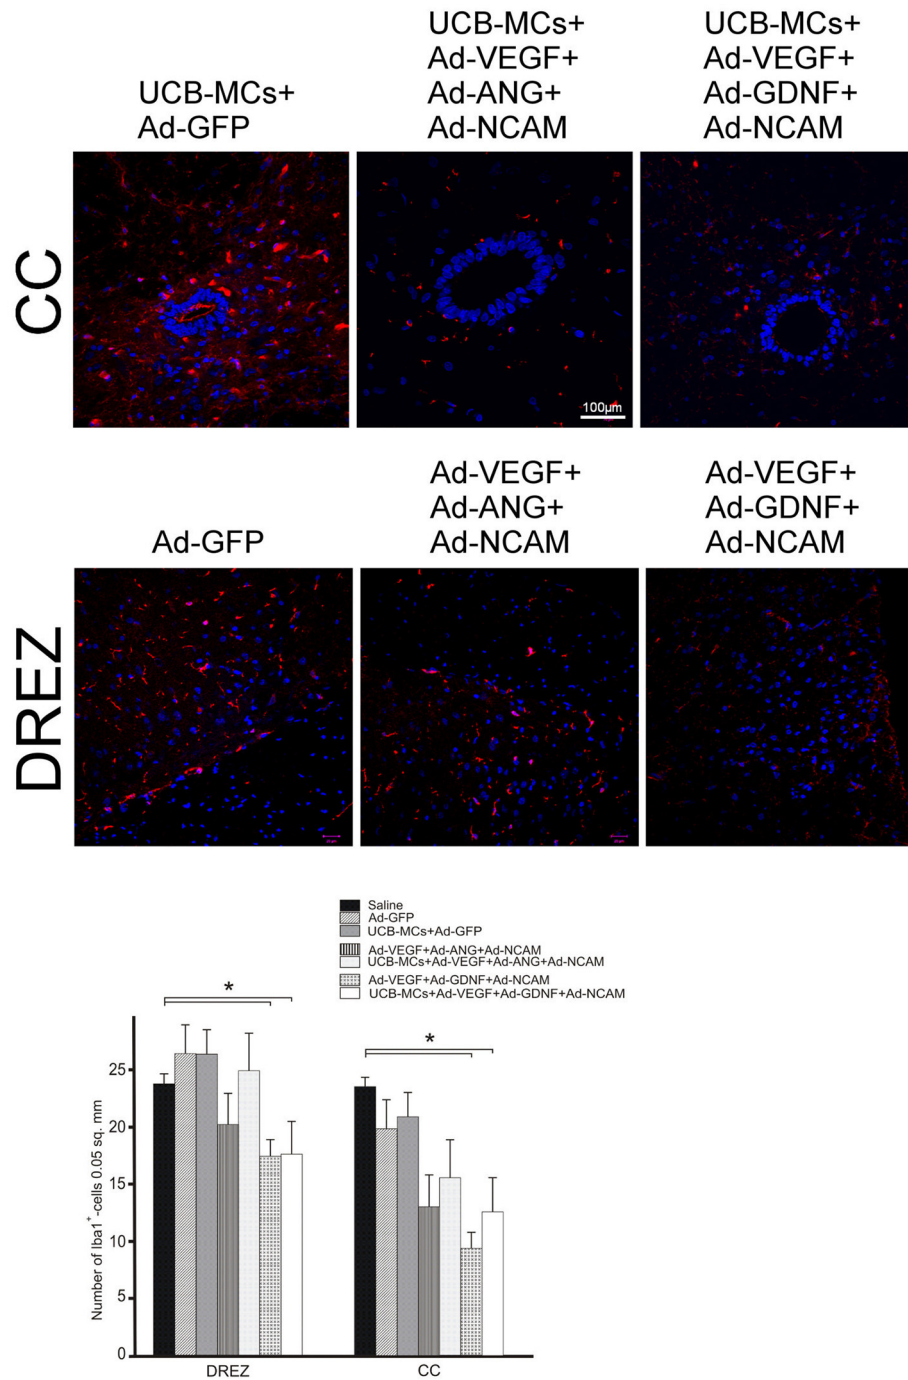 UCB-MCs+
Ad-GFP
UCB-MCs+
Ad-VEGF+
Ad-ANG+
Ad-NCAM
UCB-MCs+
Ad-VEGF+
Ad-GDNF+
Ad-NCAM
CC
100µm
Ad-GFP
Ad-VEGF+
Ad-ANG+
Ad-NCAM
Ad-VEGF+
Ad-GDNF+
Ad-NCAM
DREZ
Saline
Ad-GFP
UCB-MCs+Ad-GFP
Ad-VEGF+Ad-ANG+Ad-NCAM
UCB-MCs+Ad-VEGF+Ad-ANG+Ad-NCAM
Ad-VEGF+Ad-GDNF+Ad-NCAM
UCB-MCs+Ad-VEGF+Ad-GDNF+Ad-NCAM
*
*
Number of Iba1⁺-cells 0.05 sq. mm
25
20
15
10
5
0
DREZ
CC